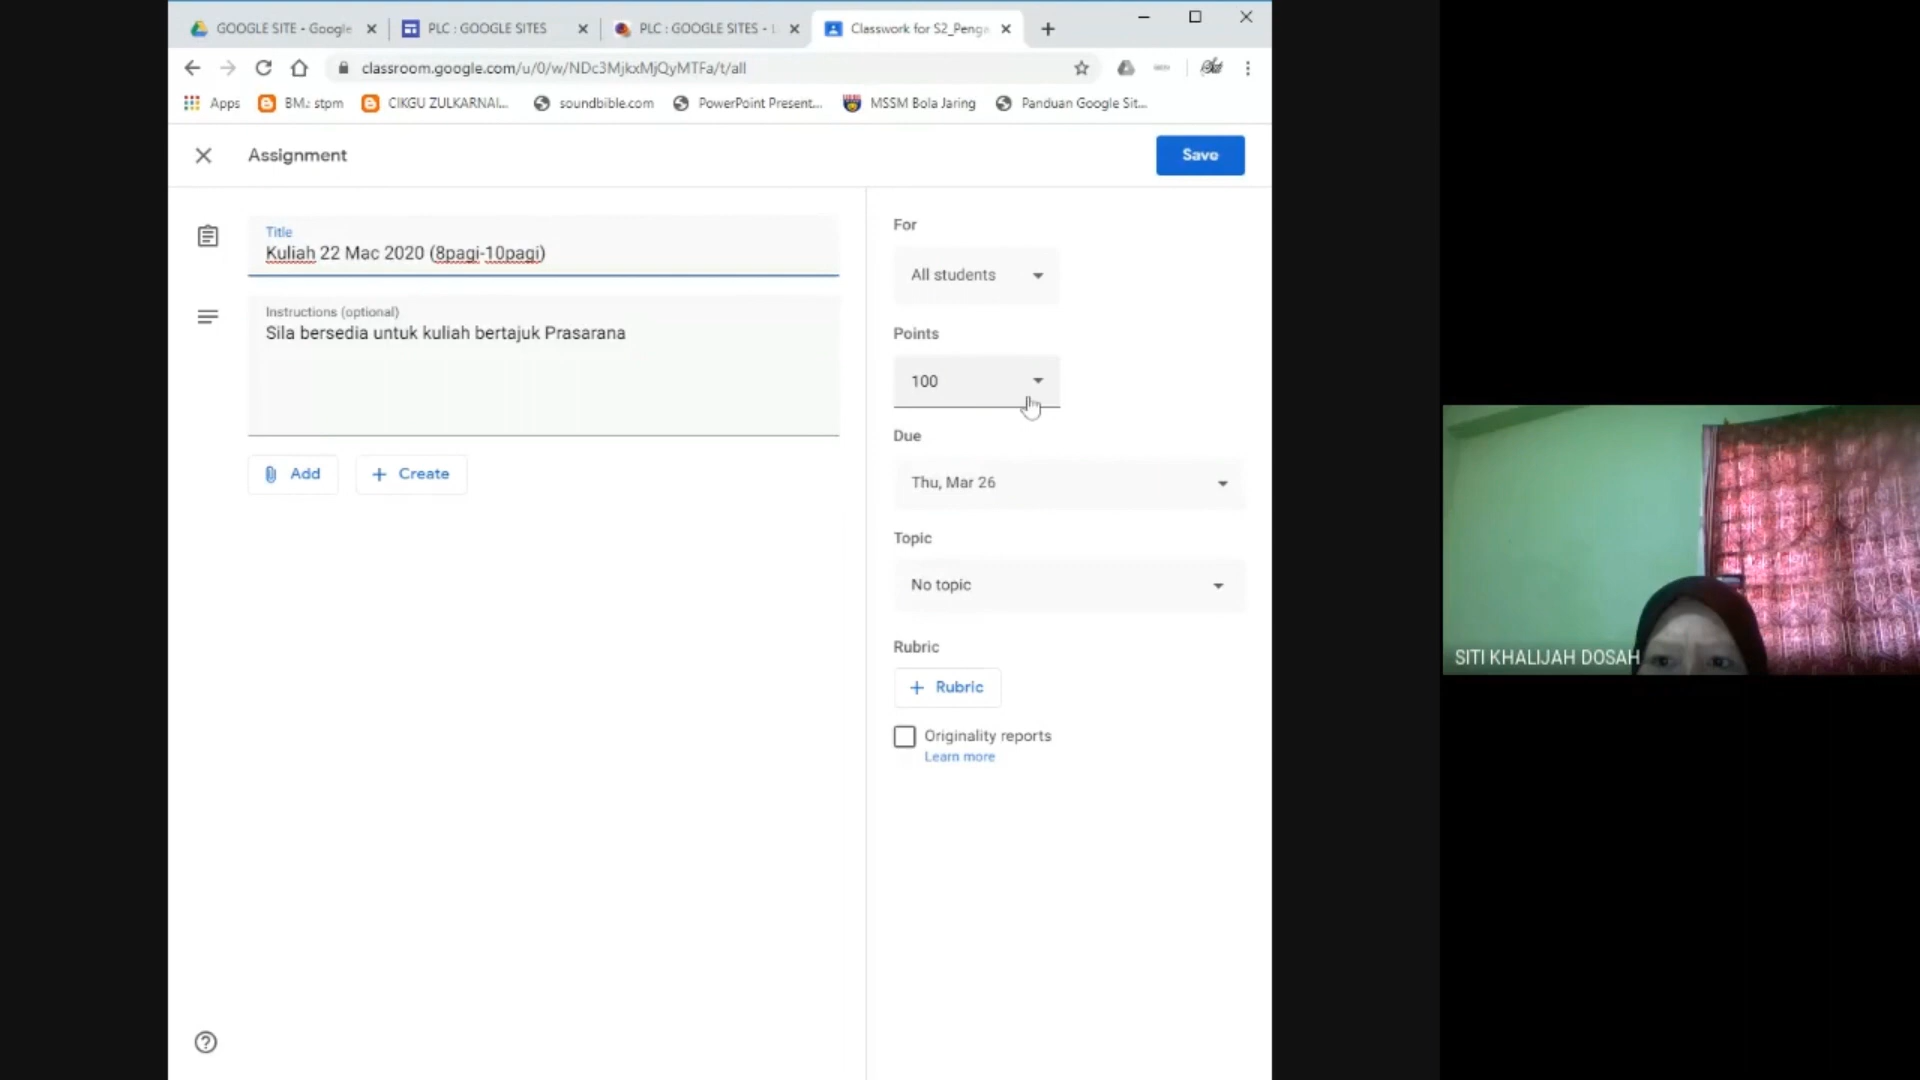 GOOGLE SITE - Google
PLC : GOOGLE SITES
PLC : GOOGLE SITES -
Classwork for S2_Penge
classroom.google.com/u/0/w/NDc3MjkxMjQyMTFa/t/all
Apps
BM.: stpm
CIKGU ZULKARNAI...
soundbible.com
PowerPoint Present...
MSSM Bola Jaring
Panduan Google Sit...
Assignment
Save
Title
Kuliah 22 Mac 2020 (8pagi-10pagi)
Instructions (optional)
Sila bersedia untuk kuliah bertajuk Prasarana
Add
Create
For
All students
Points
100
Due
Thu, Mar 26
Topic
No topic
Rubric
Rubric
Originality reports
Learn more
SITI KHALIJAH DOSAH